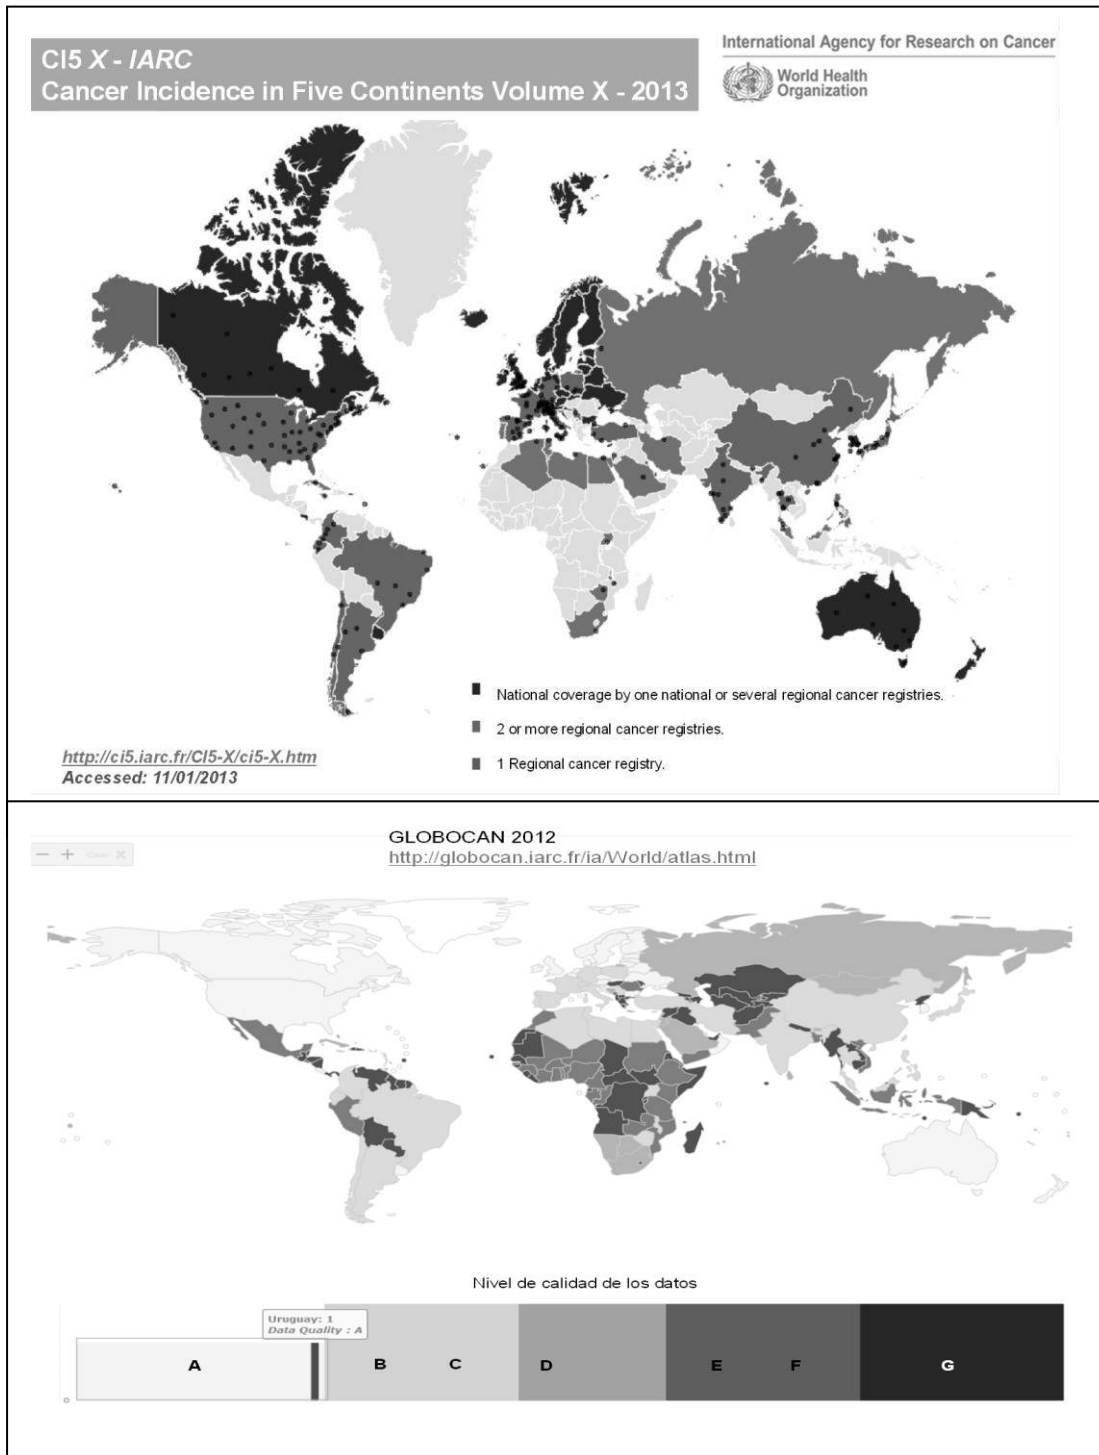 CI5 X - IARC
Cancer Incidence in Five Continents Volume X - 2013
International Agency for Research on Cancer
World Health
Organization
National coverage by one national or several regional cancer registries.
2 or more regional cancer registries.
1 Regional cancer registry.
http://ci5.iarc.fr/CI5-X/ci5-X.htm
Accessed: 11/01/2013
GLOBOCAN 2012
http://globocan.iarc.fr/ia/World/atlas.html
Nivel de calidad de los datos
Uruguay: 1
Data Quality : A
A B C D E F G